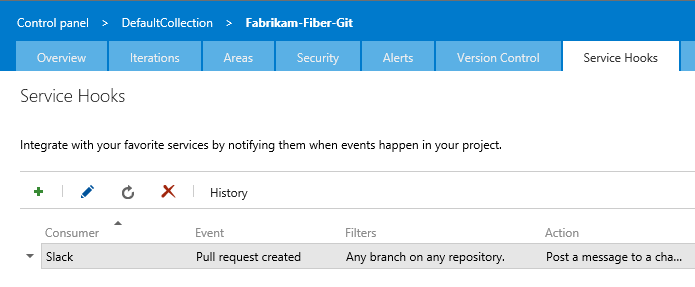 Control panel > DefaultCollection > Fabrikam-Fiber-Git
Overview Iterations Areas Security Alerts Version Control Service Hooks
Service Hooks
Integrate with your favorite services by notifying them when events happen in your project.
History
Consumer Event Filters Action
Slack Pull request created Any branch on any repository. Post a message to a cha...